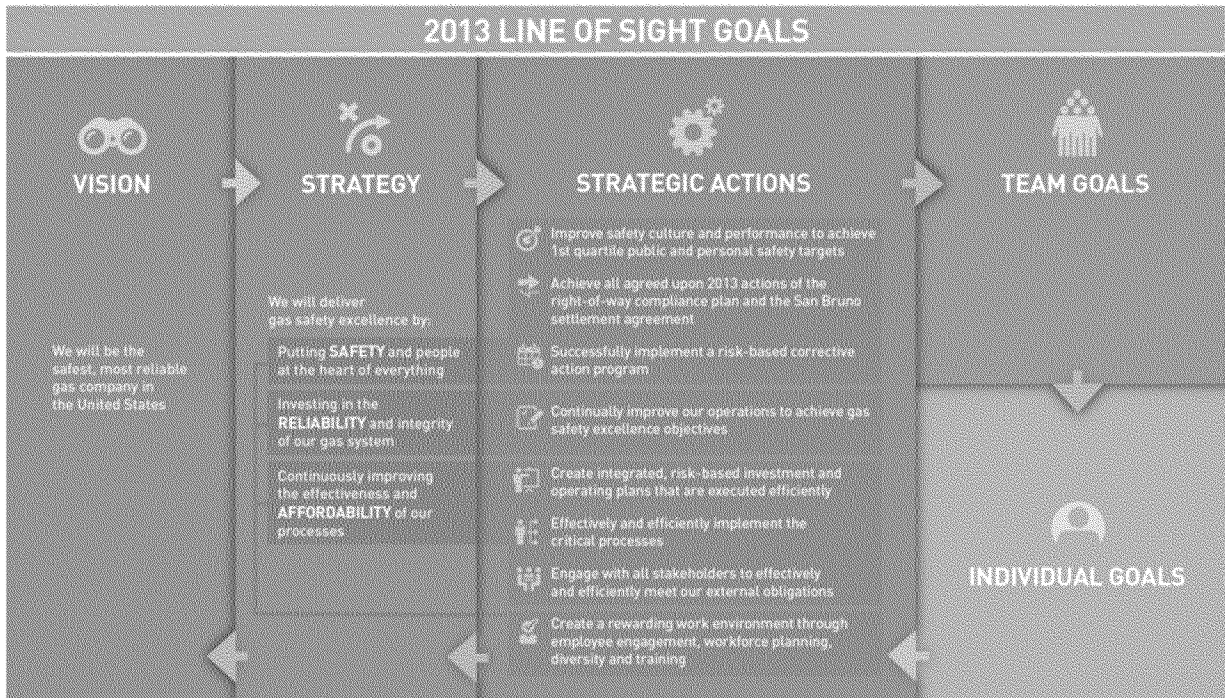 2013 LINE OF SIGHT GOALS
VISION
We will be the
safest, most reliable
gas company in
the United States
STRATEGY
We will deliver
gas safety excellence by:
Putting SAFETY and people
at the heart of everything
Investing in the
RELIABILITY and integrity
of our gas system
Continuously improving
the effectiveness and
AFFORDABILITY of our
processes
STRATEGIC ACTIONS
Improve safety culture and performance to achieve
1st quartile public and personal safety targets
Achieve all agreed upon 2013 actions of the
right-of-way compliance plan and the San Bruno
settlement agreement
Successfully implement a risk-based corrective
action program
Continually improve our operations to achieve gas
safety excellence objectives
Create integrated, risk-based investment and
operating plans that are executed efficiently
Effectively and efficiently implement the
critical processes
Engage with all stakeholders to effectively
and efficiently meet our external obligations
Create a rewarding work environment through
employee engagement, workforce planning,
diversity and training
TEAM GOALS
INDIVIDUAL GOALS